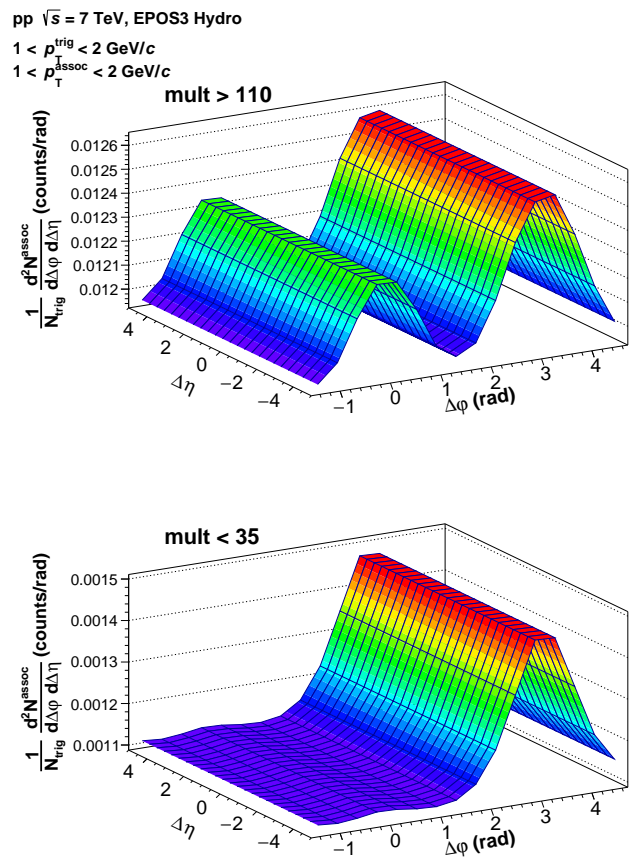 pp √s = 7 TeV, EPOS3 Hydro
1 < p_T^trig < 2 GeV/c
1 < p_T^assoc < 2 GeV/c
mult > 110
1/N_trig d²N^assoc/dΔφ dΔη (counts/rad)
0.0126
0.0125
0.0124
0.0123
0.0122
0.0121
0.012
4 2 0 −2 −4
Δη
−1 0 1 2 3 4
Δφ (rad)
mult < 35
1/N_trig d²N^assoc/dΔφ dΔη (counts/rad)
0.0015
0.0014
0.0013
0.0012
0.0011
4 2 0 −2 −4
Δη
−1 0 1 2 3 4
Δφ (rad)